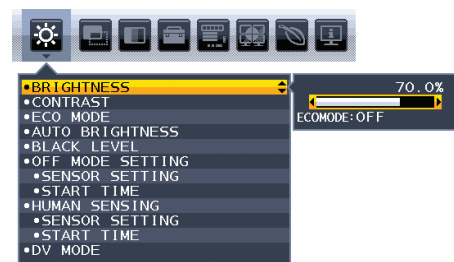 BRIGHTNESS
70.0%
CONTRAST
ECO MODE
ECOMODE:OFF
AUTO BRIGHTNESS
BLACK LEVEL
OFF MODE SETTING
SENSOR SETTING
START TIME
HUMAN SENSING
SENSOR SETTING
START TIME
DV MODE